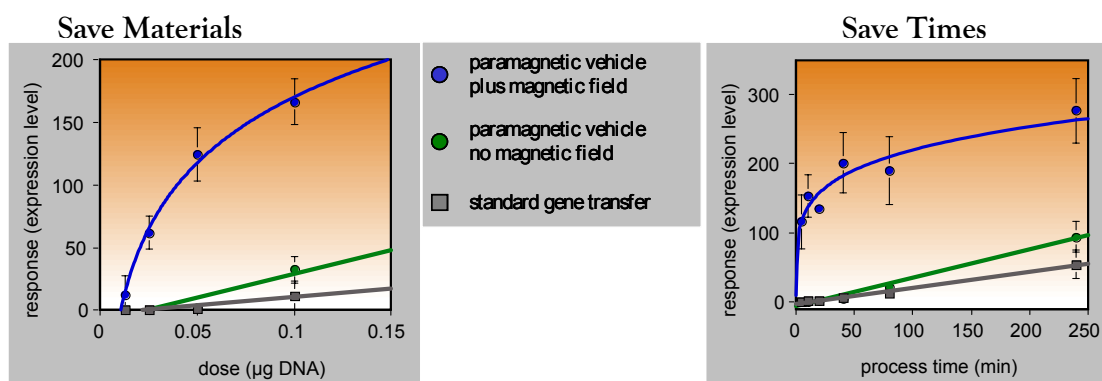 Save Materials
200
150
100
50
0
0
0.05
0.1
0.15
response (expression level)
dose (µg DNA)
paramagnetic vehicle
plus magnetic field
paramagnetic vehicle
no magnetic field
standard gene transfer
Save Times
300
200
100
0
0
50
100
150
200
250
response (expression level)
process time (min)